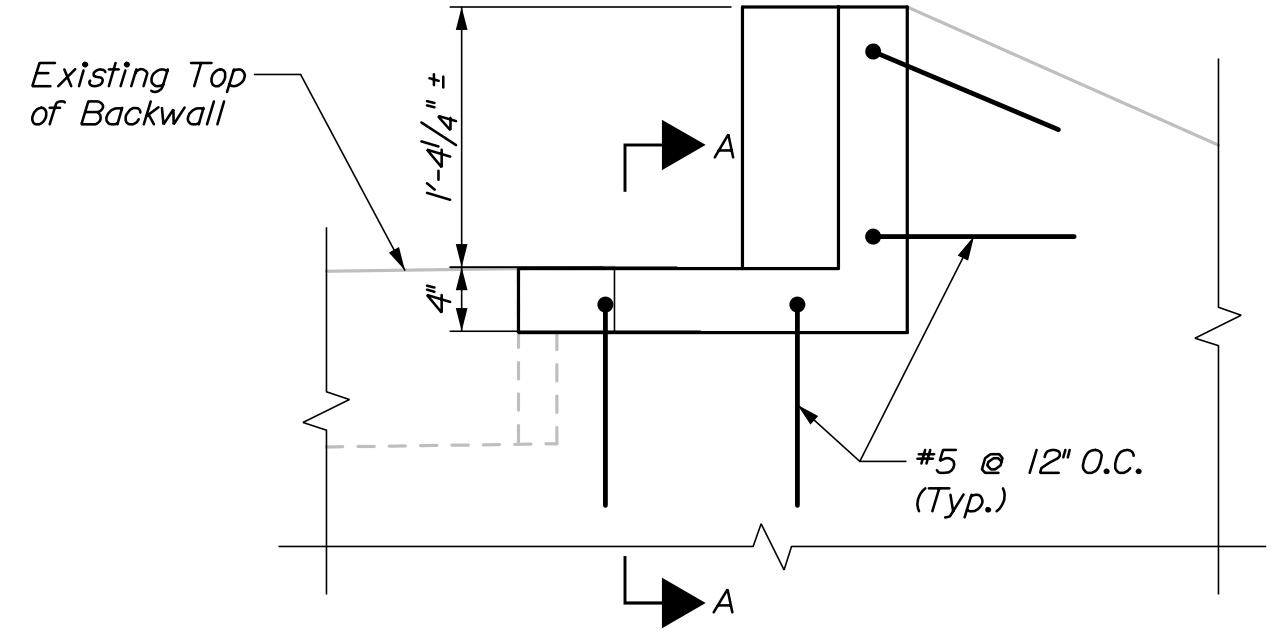 Existing Top
of Backwall
1'-4 1/4" ±
A
4"
#5 @ 12" O.C.
(Typ.)
A